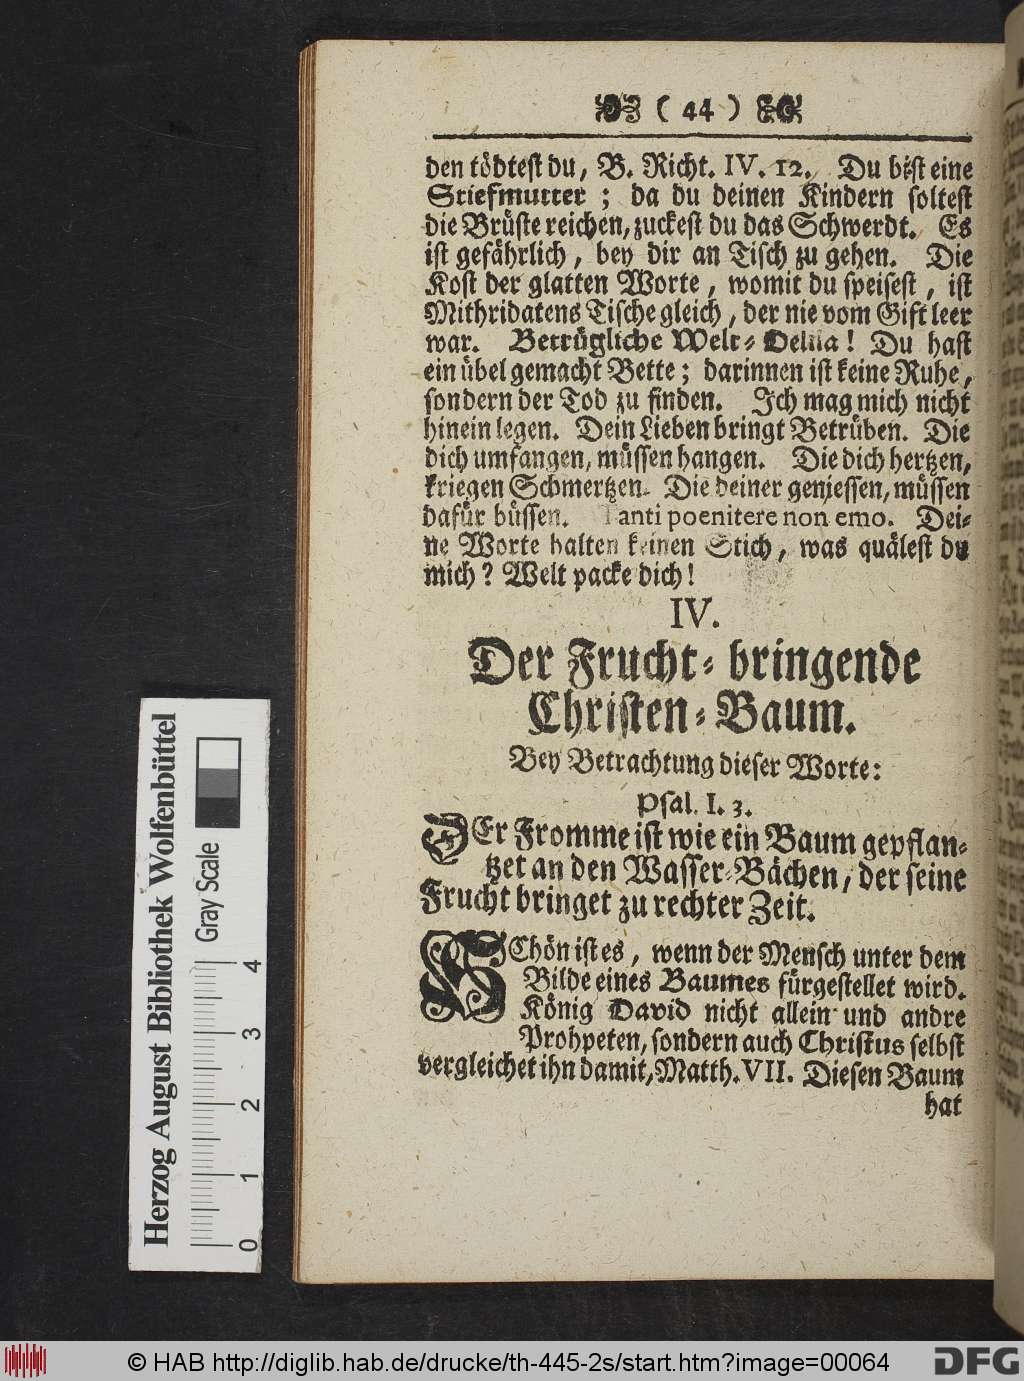 ( 44 )
den tödtest du, B. Richt. IV. 12. Du bist eine
Stiefmutter; da du deinen Kindern soltest
die Brüste reichen, zuckest du das Schwerdt. Es
ist gefährlich, bey dir an Tisch zu gehen. Die
Kost der glatten Worte, womit du speisest, ist
Mithridatens Tische gleich, der nie vom Gift leer
war. Betrügliche Welt-Delila! Du hast
ein übel gemacht Bette; darinnen ist keine Ruhe,
sondern der Tod zu finden. Ich mag mich nicht
hinein legen. Dein Lieben bringt Betrüben. Die
dich umfangen, müssen hangen. Die dich hertzen,
kriegen Schmertzen. Die deiner geniessen, müssen
dafür büssen. Tanti poenitere non emo. Dei-
ne Worte halten keinen Stich, was quälest du
mich? Welt packe dich!
IV.
Der Frucht-bringende
Christen-Baum.
Bey Betrachtung dieser Worte:
Psal. I. 3.
DEr Fromme ist wie ein Baum gepflan-
tzet an den Wasser-Bächen, der seine
Frucht bringet zu rechter Zeit.
SChön ist es, wenn der Mensch unter dem
Bilde eines Baumes fürgestellet wird.
König David nicht allein und andre
Prohpeten, sondern auch Christus selbst
vergleichet ihn damit, Matth. VII. Diesen Baum
hat
Herzog August Bibliothek Wolfenbüttel
Gray Scale
0 1 2 3 4
© HAB http://diglib.hab.de/drucke/th-445-2s/start.htm?image=00064
DFG